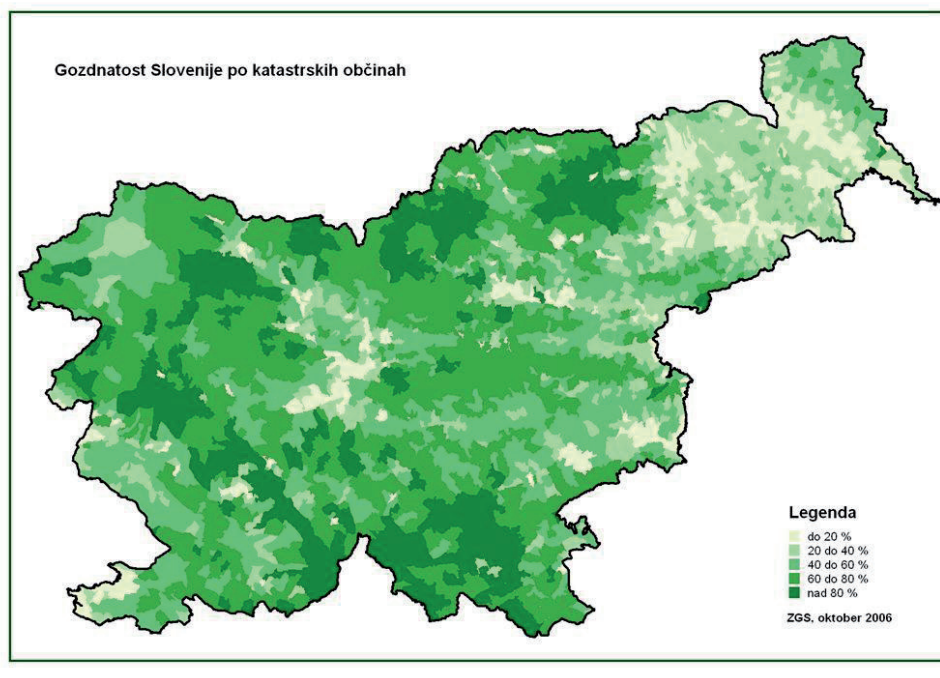 Gozdnatost Slovenije po katastrskih občinah
Legenda
do 20 %
20 do 40 %
40 do 60 %
60 do 80 %
nad 80 %
ZGS, oktober 2006